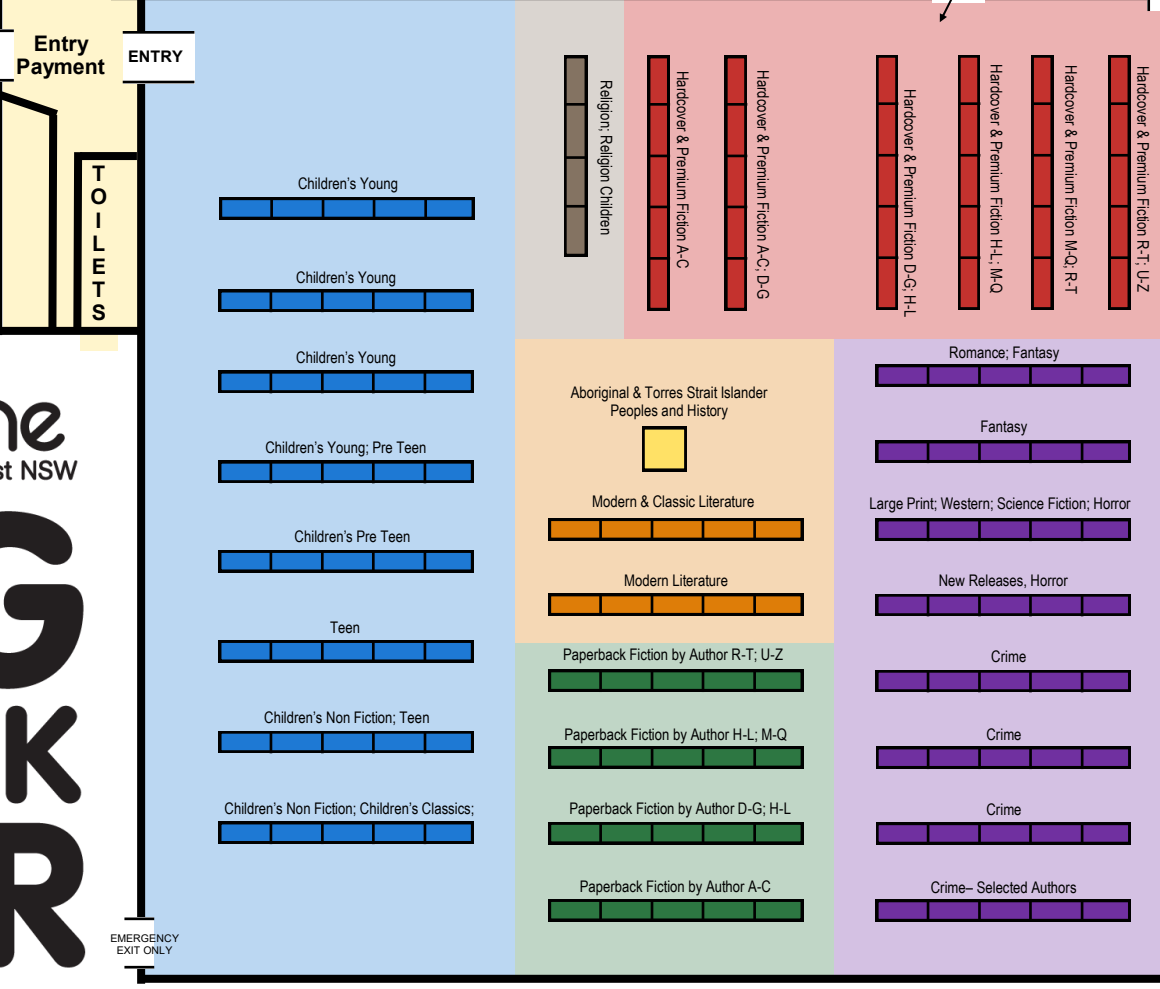 Entry
Payment
ENTRY
TOILETS
ne
st NSW
G
K
R
EMERGENCY
EXIT ONLY
Children's Young
Children's Young
Children's Young
Children's Young; Pre Teen
Children's Pre Teen
Teen
Children's Non Fiction; Teen
Children's Non Fiction; Children's Classics;
Religion; Religion Children
Hardcover & Premium Fiction A-C
Hardcover & Premium Fiction A-C; D-G
Hardcover & Premium Fiction D-G; H-L
Hardcover & Premium Fiction H-L; M-Q
Hardcover & Premium Fiction M-Q; R-T
Hardcover & Premium Fiction R-T; U-Z
Aboriginal & Torres Strait Islander
Peoples and History
Modern & Classic Literature
Modern Literature
Paperback Fiction by Author R-T; U-Z
Paperback Fiction by Author H-L; M-Q
Paperback Fiction by Author D-G; H-L
Paperback Fiction by Author A-C
Romance; Fantasy
Fantasy
Large Print; Western; Science Fiction; Horror
New Releases, Horror
Crime
Crime
Crime
Crime– Selected Authors